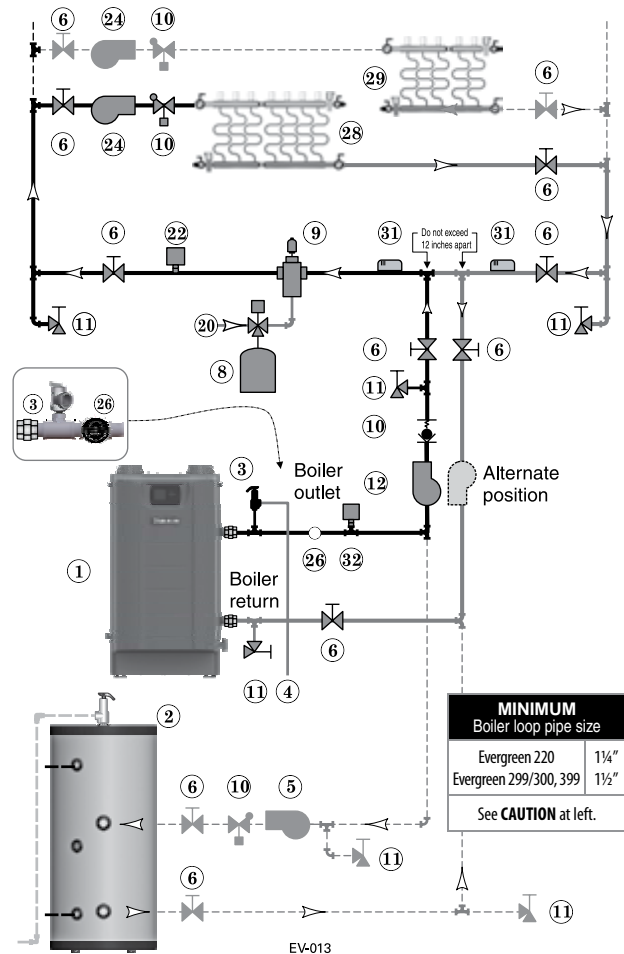 6 24 10
29 6
6 24 10 28
6
6 22 9 31 Do not exceed
12 inches apart 31 6
11 20 8 6 6 11
11
3 26 10
3 Boiler
outlet 12 Alternate
position
1 26 32
Boiler
return
6
11 4
2
MINIMUM
Boiler loop pipe size
Evergreen 220 1¼"
Evergreen 299/300, 399 1½"
See CAUTION at left.
6 10 5
11
6
11
EV-013